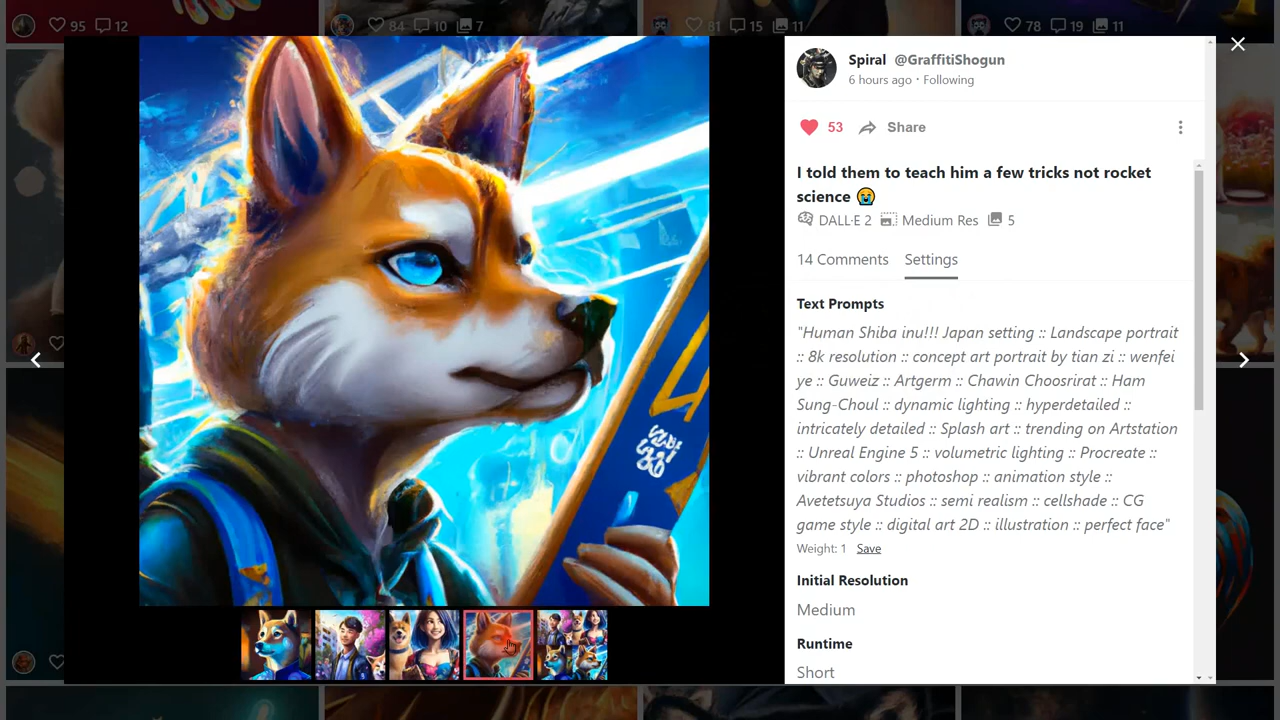 95 12
84 10 7
81 15 11
78 19 11
Spiral @GraffitiShogun
6 hours ago · Following
53 Share
I told them to teach him a few tricks not rocket
science 😭
DALL·E 2 Medium Res 5
14 Comments Settings
Text Prompts
"Human Shiba inu!!! Japan setting :: Landscape portrait
:: 8k resolution :: concept art portrait by tian zi :: wenfei
ye :: Guweiz :: Artgerm :: Chawin Choosrirat :: Ham
Sung-Choul :: dynamic lighting :: hyperdetailed ::
intricately detailed :: Splash art :: trending on Artstation
:: Unreal Engine 5 :: volumetric lighting :: Procreate ::
vibrant colors :: photoshop :: animation style ::
Avetetsuya Studios :: semi realism :: cellshade :: CG
game style :: digital art 2D :: illustration :: perfect face"
Weight: 1 Save
Initial Resolution
Medium
Runtime
Short